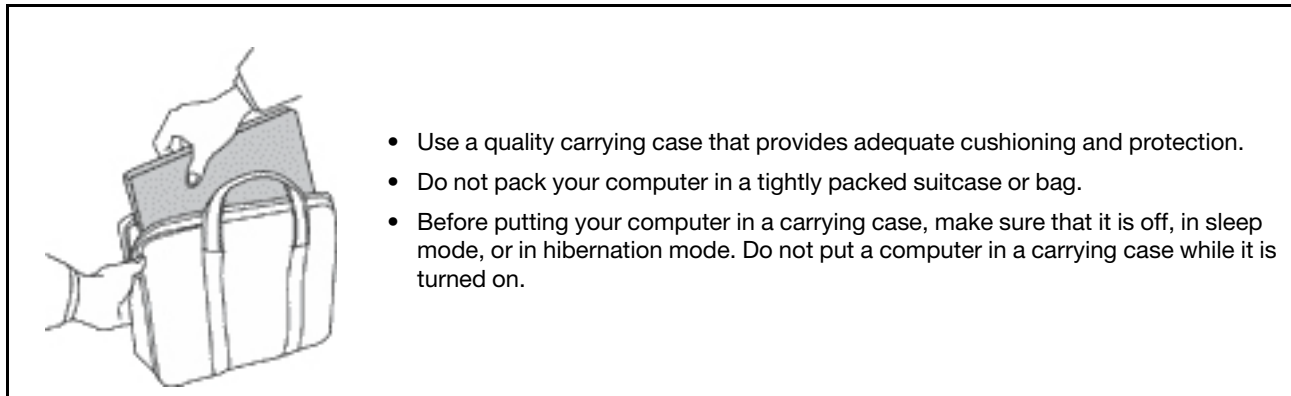 • Use a quality carrying case that provides adequate cushioning and protection.
• Do not pack your computer in a tightly packed suitcase or bag.
• Before putting your computer in a carrying case, make sure that it is off, in sleep
mode, or in hibernation mode. Do not put a computer in a carrying case while it is
turned on.